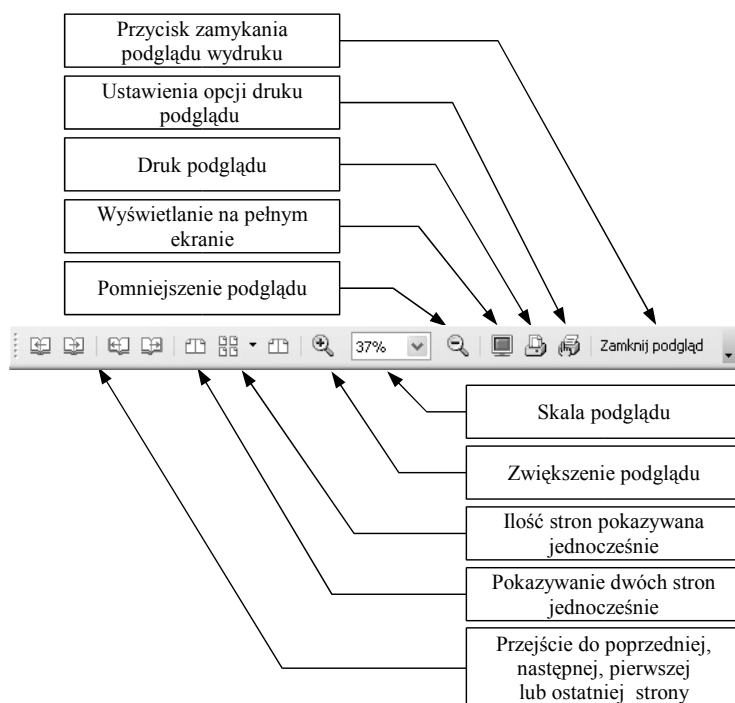 Przycisk zamykania
podglądu wydruku
Ustawienia opcji druku
podglądu
Druk podglądu
Wyświetlanie na pełnym
ekranie
Pomniejszenie podglądu
37%
Zamknij podgląd
Skala podglądu
Zwiększenie podglądu
Ilość stron pokazywana
jednocześnie
Pokazywanie dwóch stron
jednocześnie
Przejście do poprzedniej,
następnej, pierwszej
lub ostatniej strony